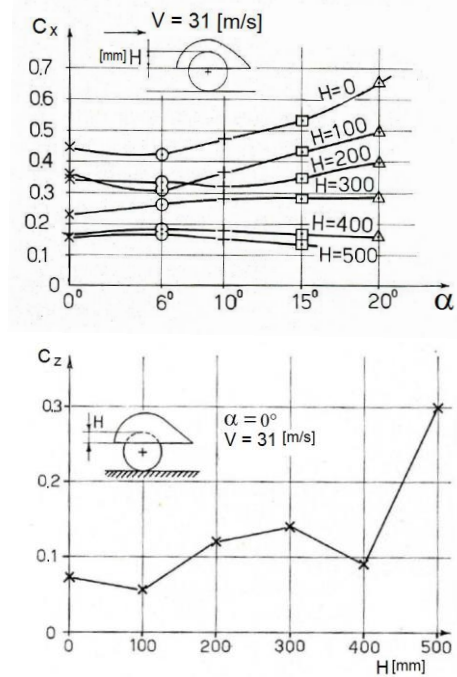 Cx
V = 31 [m/s]
[mm] H
0,7
0,6
0,5
0,4
0,3
0,2
0,1
0
H=0
H=100
H=200
H=300
H=400
H=500
0° 6° 10° 15° 20° α
Cz
0.3
0,2
0.1
0
H
α = 0°
V = 31 [m/s]
0 100 200 300 400 500
H [mm]